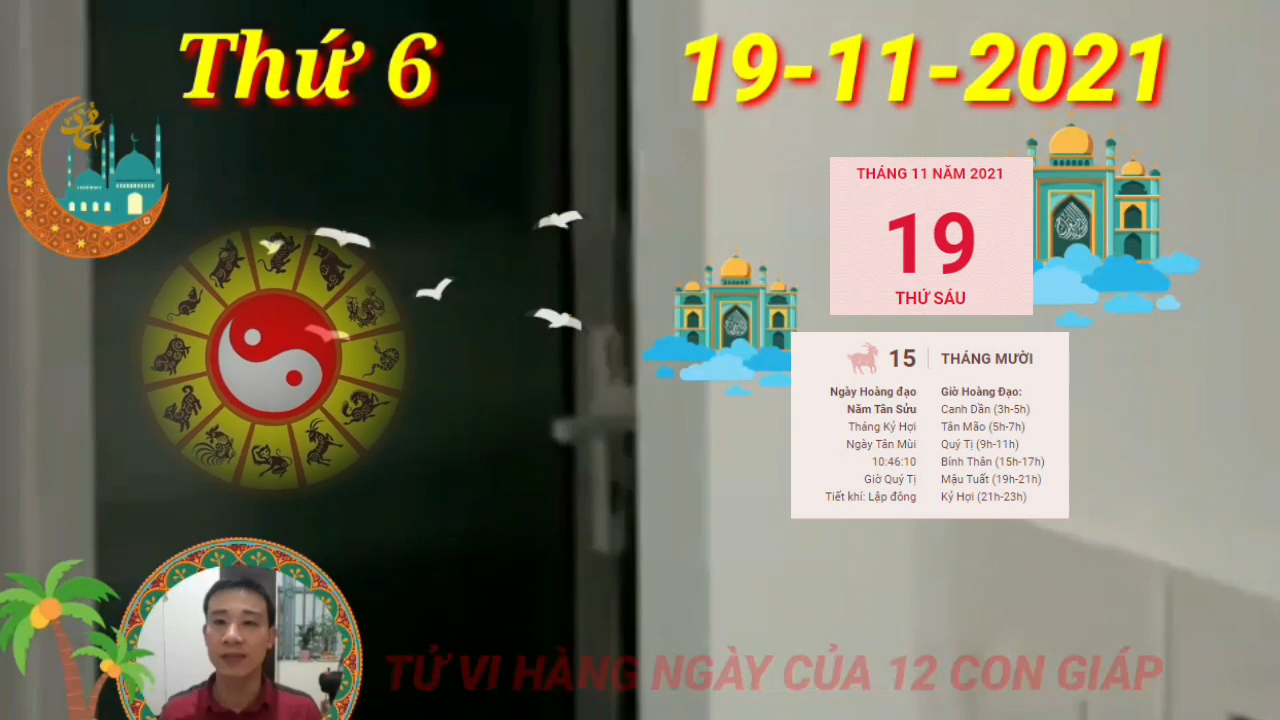 Thứ 6
19-11-2021
THÁNG 11 NĂM 2021
19
THỨ SÁU
15
THÁNG MƯỜI
Ngày Hoàng đạo
Năm Tân Sửu
Tháng Kỷ Hợi
Ngày Tân Mùi
10:46:10
Giờ Quý Tị
Tiết khí: Lập đông
Giờ Hoàng Đạo:
Canh Dần (3h-5h)
Tân Mão (5h-7h)
Quý Tị (9h-11h)
Bính Thân (15h-17h)
Mậu Tuất (19h-21h)
Kỷ Hợi (21h-23h)
TỬ VI HÀNG NGÀY CỦA 12 CON GIÁP